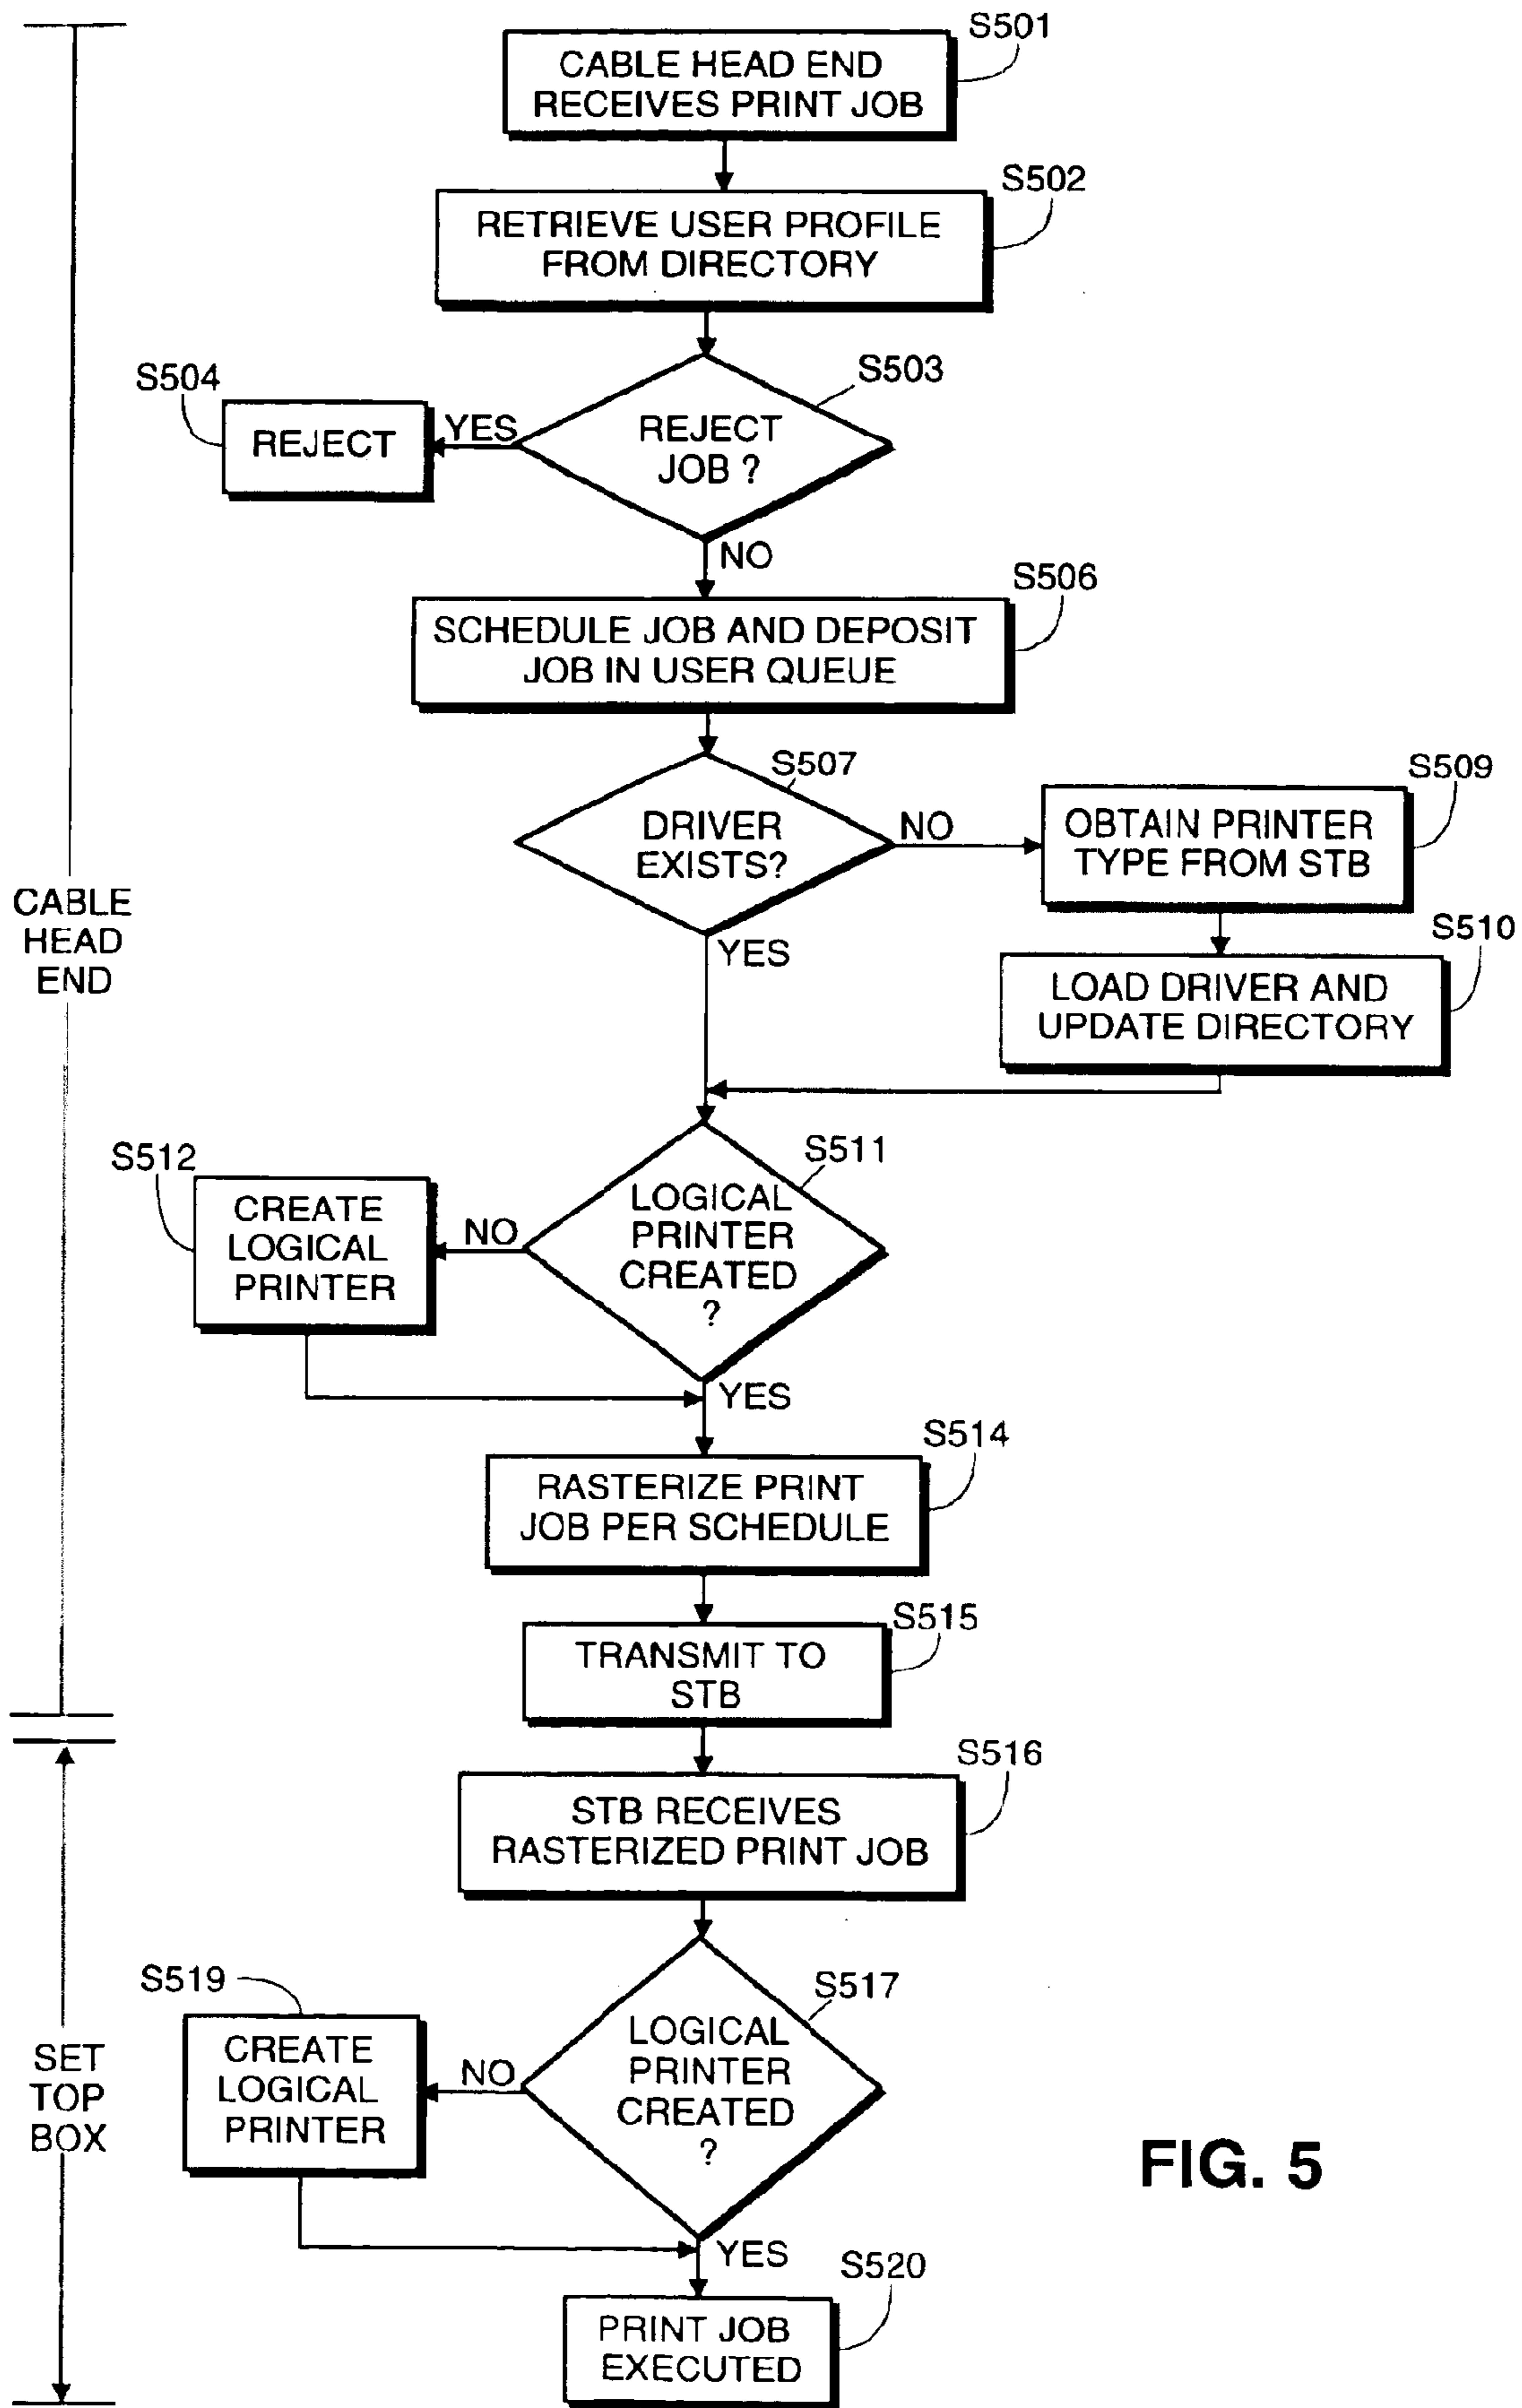 S501
CABLE HEAD END
RECEIVES PRINT JOB
S502
RETRIEVE USER PROFILE
FROM DIRECTORY
S503
REJECT
JOB ?
YES
S504
REJECT
NO
S506
SCHEDULE JOB AND DEPOSIT
JOB IN USER QUEUE
S507
DRIVER
EXISTS?
NO
S509
OBTAIN PRINTER
TYPE FROM STB
YES
S510
LOAD DRIVER AND
UPDATE DIRECTORY
CABLE
HEAD
END
S511
LOGICAL
PRINTER
CREATED
?
NO
S512
CREATE
LOGICAL
PRINTER
YES
S514
RASTERIZE PRINT
JOB PER SCHEDULE
S515
TRANSMIT TO
STB
S516
STB RECEIVES
RASTERIZED PRINT JOB
S517
LOGICAL
PRINTER
CREATED
?
NO
S519
CREATE
LOGICAL
PRINTER
SET
TOP
BOX
YES
S520
PRINT JOB
EXECUTED
FIG. 5